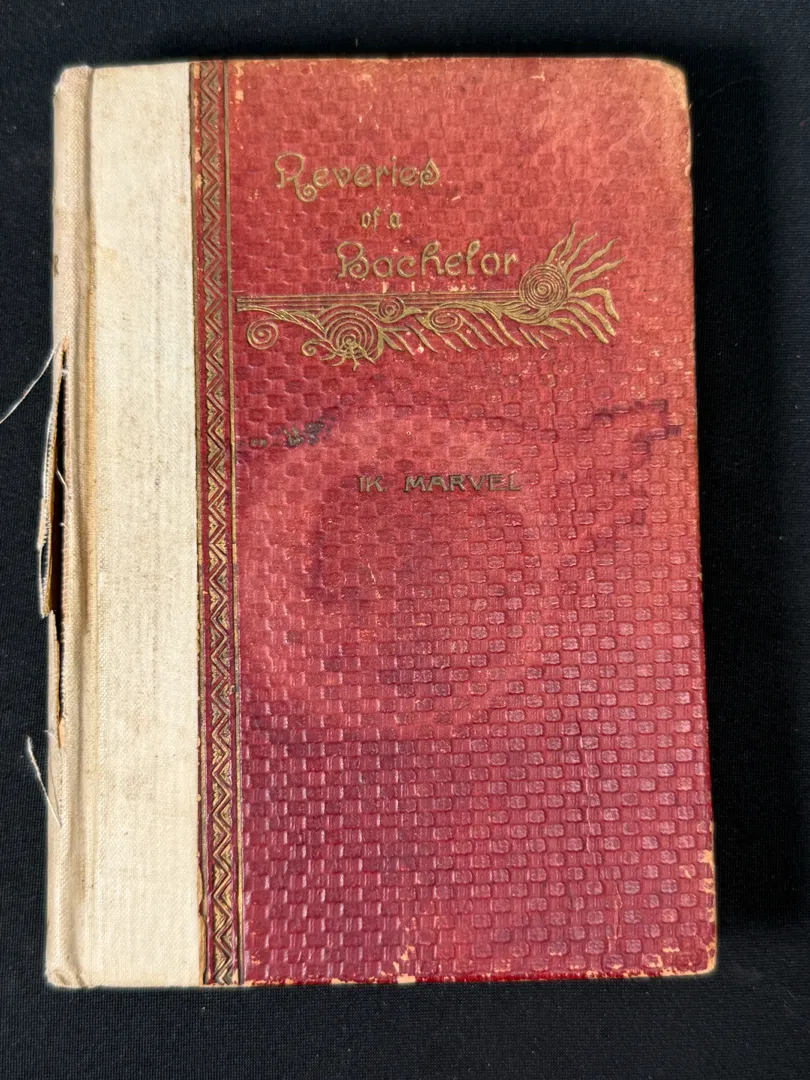 Reveries
of a
Bachelor
IK. MARVEL